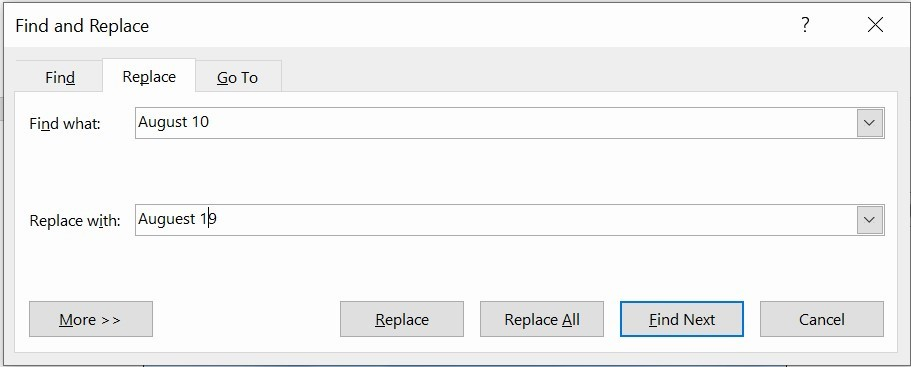 Find and Replace ?
Find Replace Go To
Find what: August 10
Replace with: Auguest 19
More >> Replace Replace All Find Next Cancel